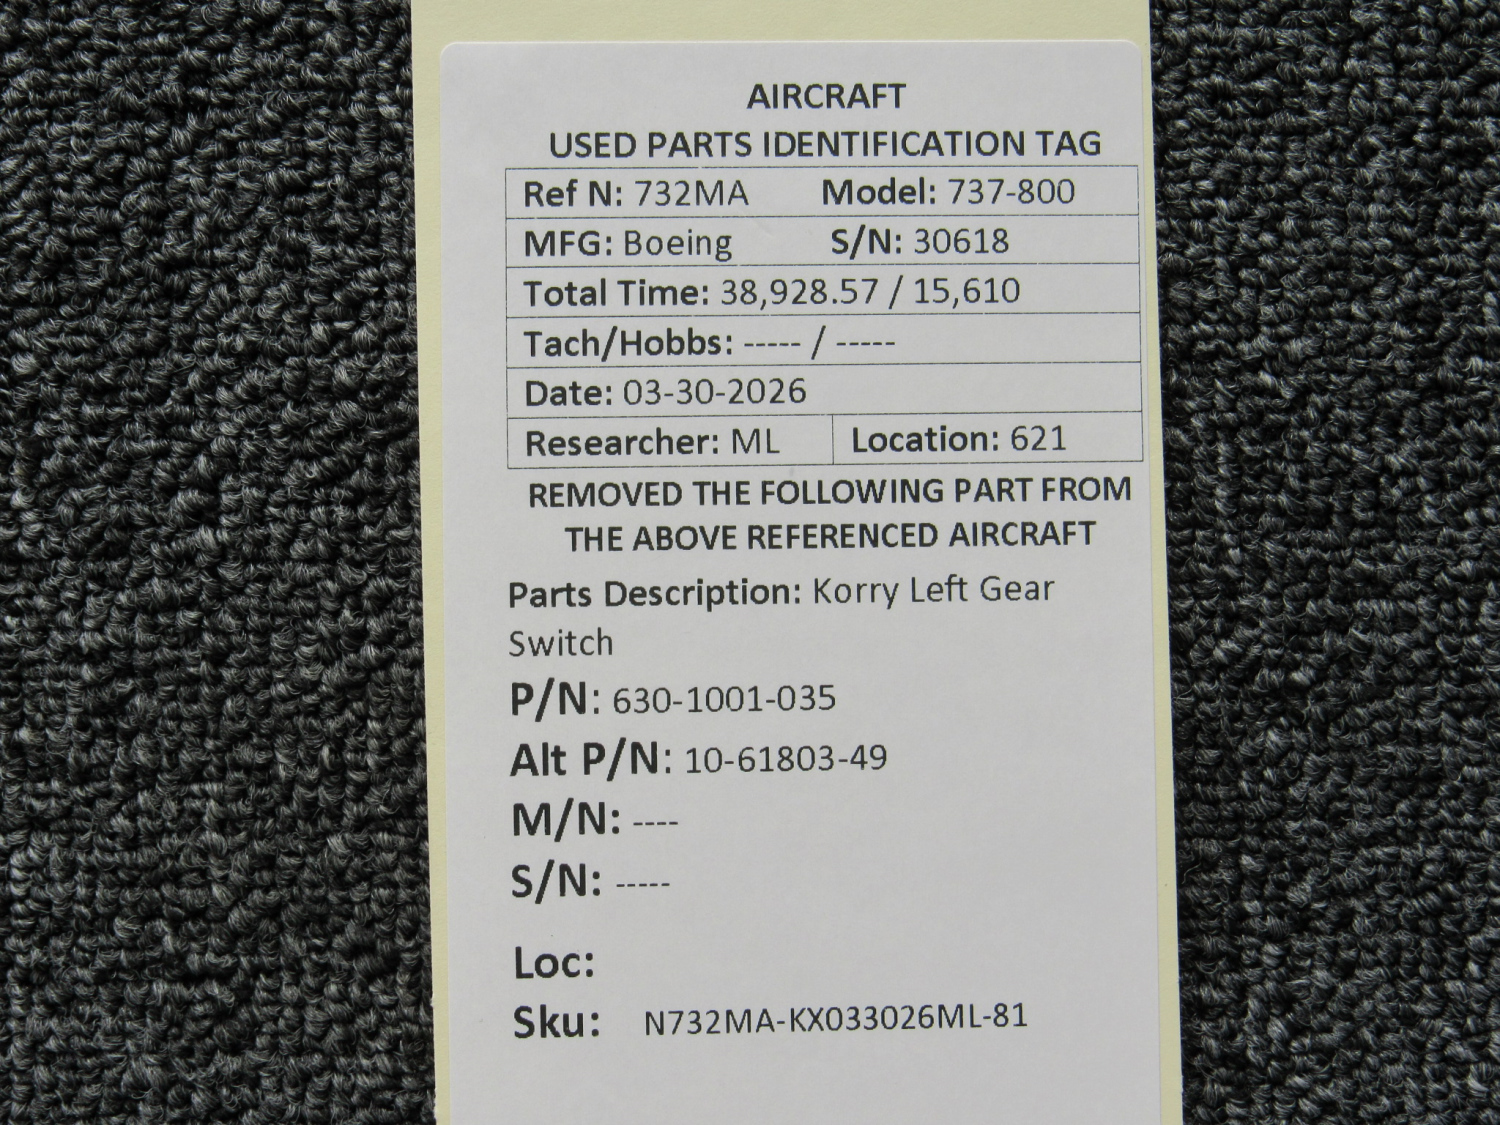 AIRCRAFT
USED PARTS IDENTIFICATION TAG
Ref N: 732MA Model: 737-800
MFG: Boeing S/N: 30618
Total Time: 38,928.57 / 15,610
Tach/Hobbs: ----- / -----
Date: 03-30-2026
Researcher: ML Location: 621
REMOVED THE FOLLOWING PART FROM
THE ABOVE REFERENCED AIRCRAFT
Parts Description: Korry Left Gear
Switch
P/N: 630-1001-035
Alt P/N: 10-61803-49
M/N: ----
S/N: -----
Loc:
Sku: N732MA-KX033026ML-81